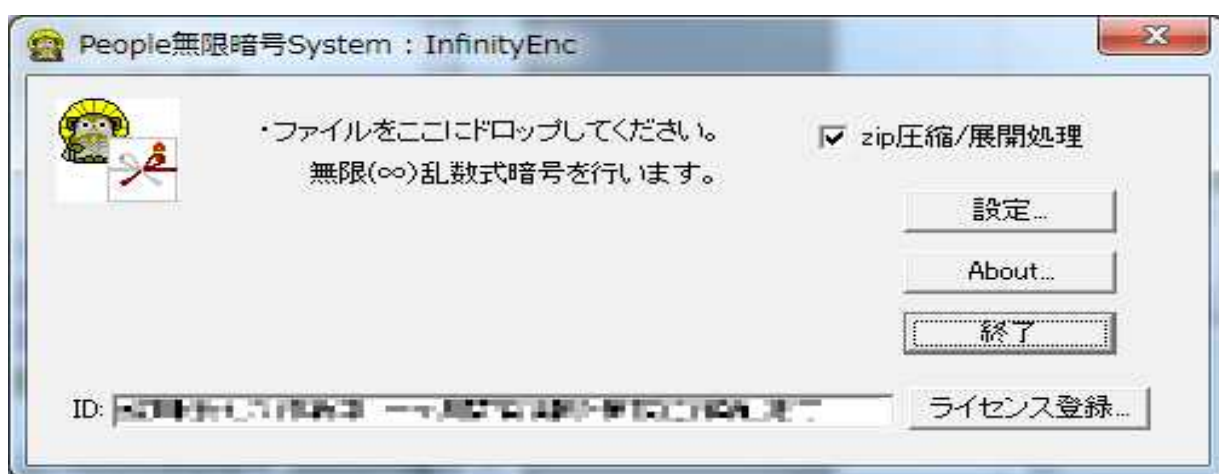 People無限暗号System : InfinityEnc
・ファイルをここにドロップしてください。
無限(∞)乱数式暗号を行います。
zip圧縮/展開処理
設定...
About...
終了
ID:
ライセンス登録...